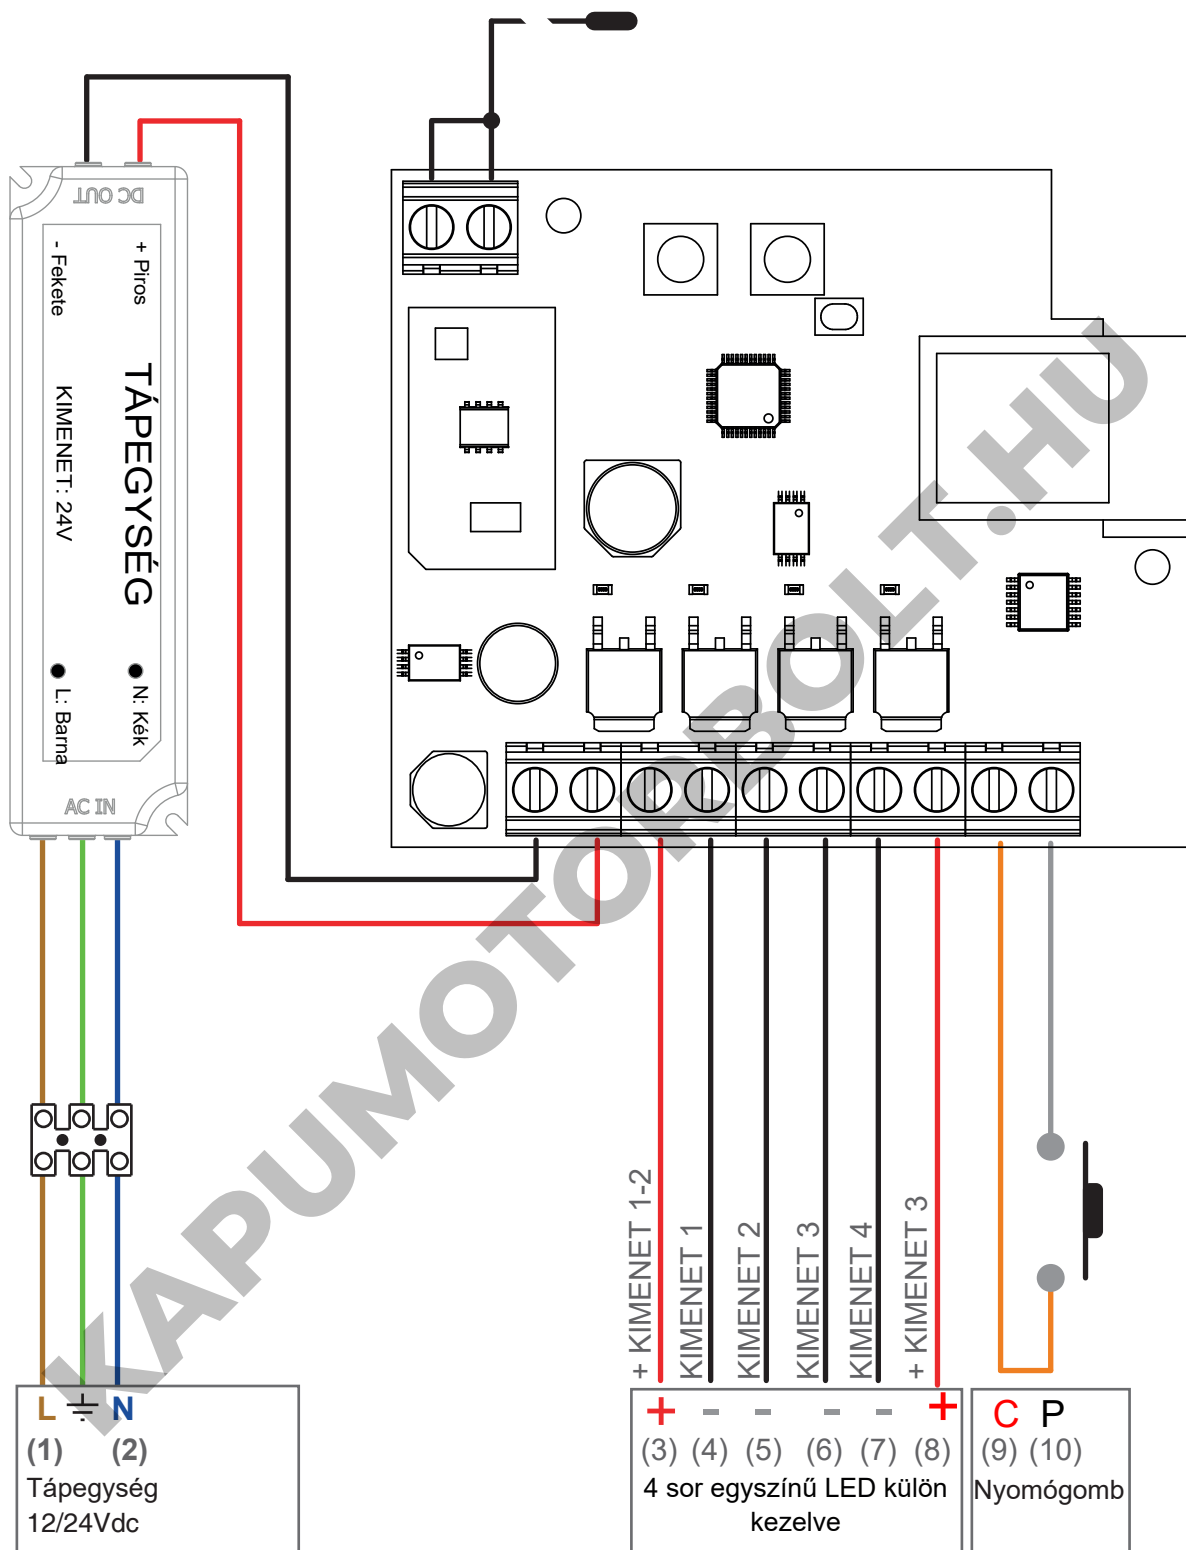 DC OUT
+ Piros
- Fekete
TÁPEGYSÉG
KIMENET: 24V
N: Kék
L: Barna
AC IN
KAPUMOTORBOLT.HU
+ KIMENET 1-2
KIMENET 1
KIMENET 2
KIMENET 3
KIMENET 4
+ KIMENET 3
L N
(1) (2)
Tápegység
12/24Vdc
+ - - - - +
(3) (4) (5) (6) (7) (8)
4 sor egyszínű LED külön
kezelve
C P
(9) (10)
Nyomógomb